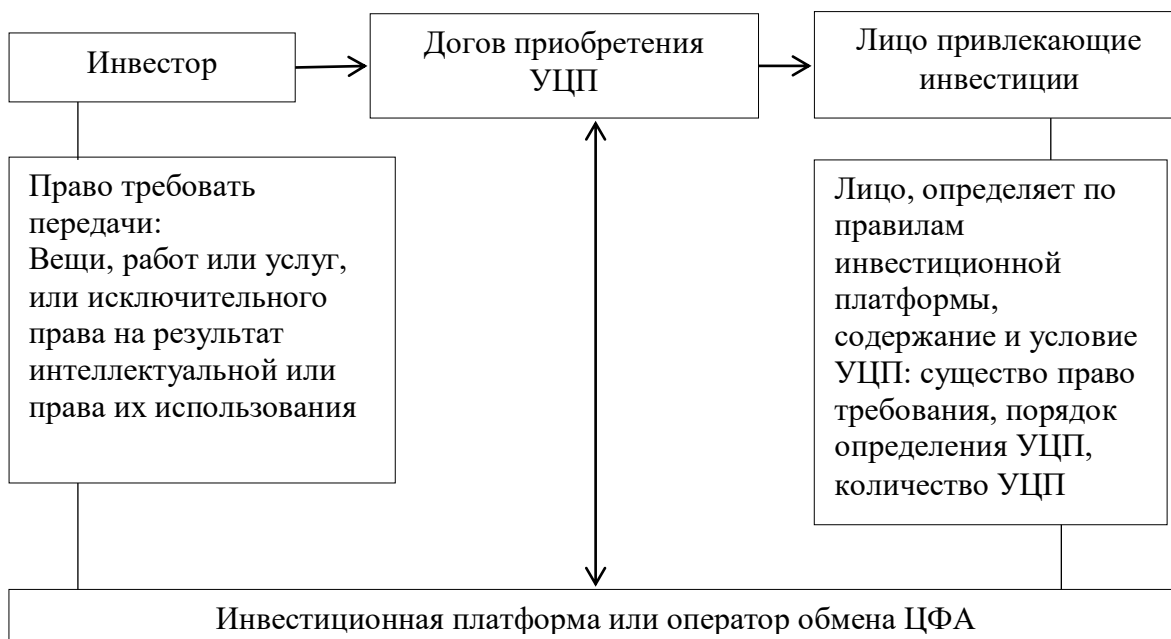 Инвестор
Догов приобретения
УЦП
Лицо привлекающие
инвестиции
Право требовать
передачи:
Вещи, работ или услуг,
или исключительного
права на результат
интеллектуальной или
права их использования
Лицо, определяет по
правилам
инвестиционной
платформы,
содержание и условие
УЦП: существо право
требования, порядок
определения УЦП,
количество УЦП
Инвестиционная платформа или оператор обмена ЦФА